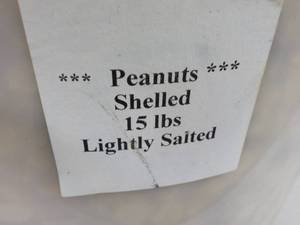 *** Peanuts ***
Shelled
15 lbs
Lightly Salted